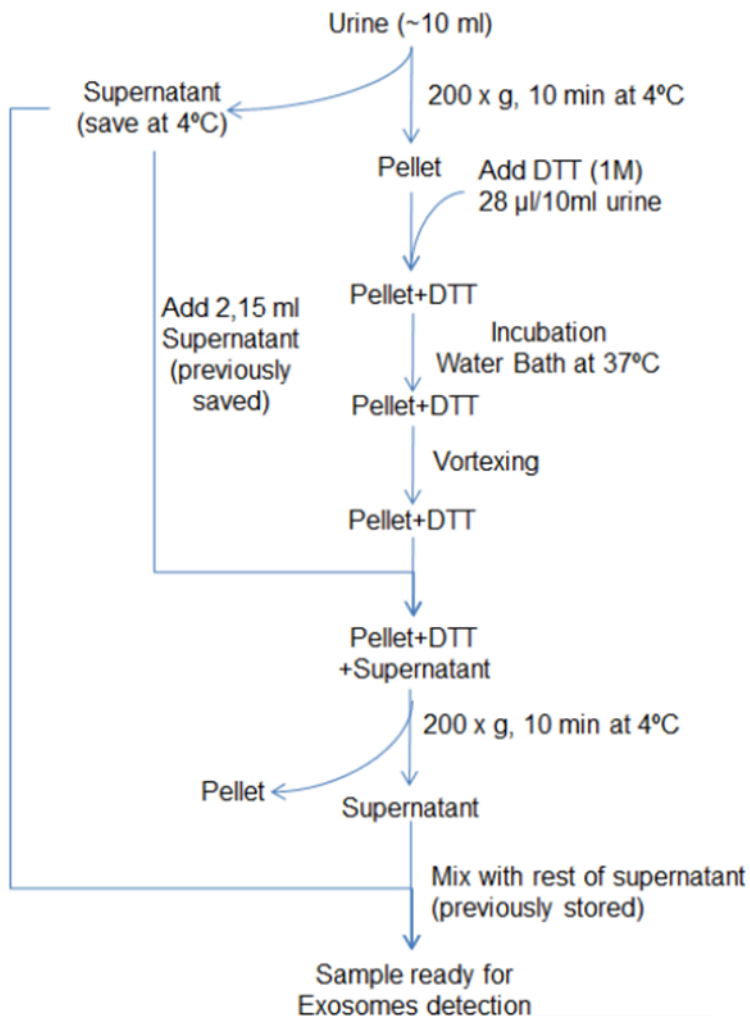 Urine (~10 ml)
Supernatant
(save at 4ºC)
200 x g, 10 min at 4ºC
Pellet
Add DTT (1M)
28 µl/10ml urine
Pellet+DTT
Add 2,15 ml
Supernatant
(previously
saved)
Incubation
Water Bath at 37ºC
Pellet+DTT
Vortexing
Pellet+DTT
Pellet+DTT
+Supernatant
200 x g, 10 min at 4ºC
Pellet
Supernatant
Mix with rest of supernatant
(previously stored)
Sample ready for
Exosomes detection